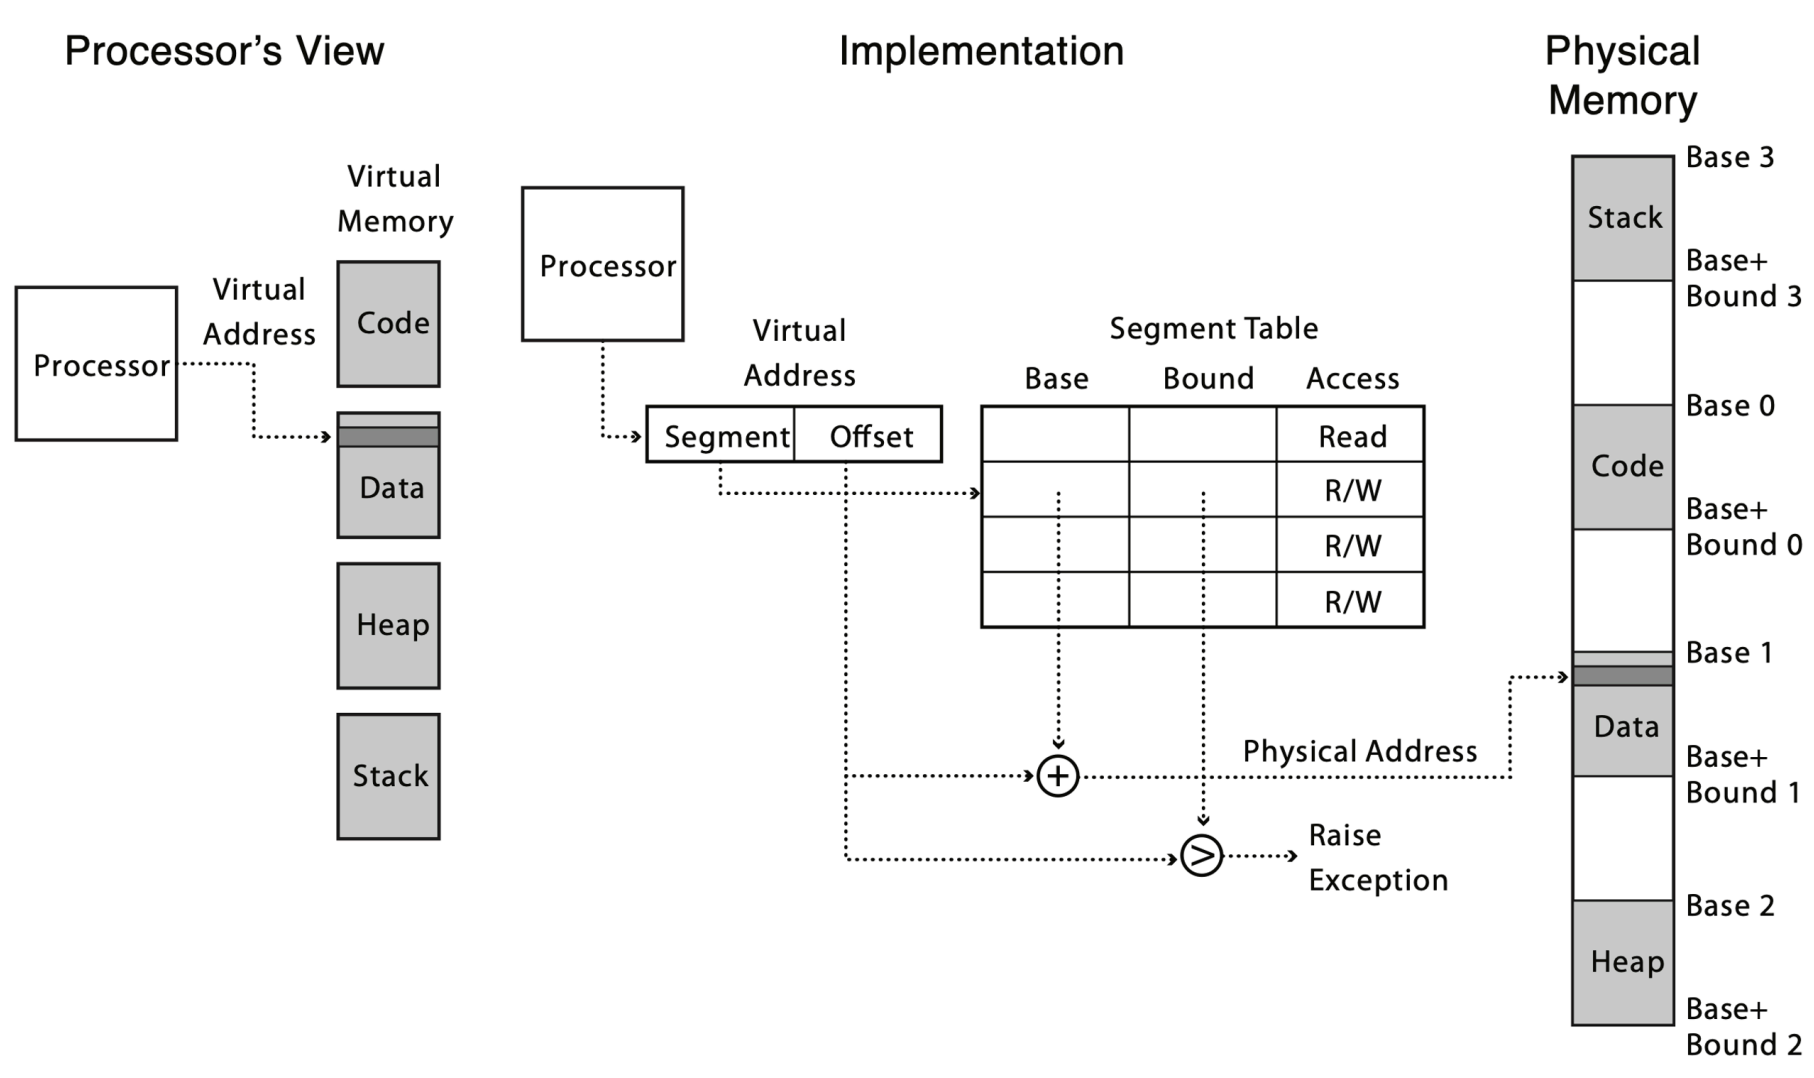 Processor's View
Implementation
Physical
Memory
Virtual
Memory
Virtual
Address
Processor
Code
Data
Heap
Stack
Processor
Virtual
Address
Segment
Offset
Segment Table
Base
Bound
Access
Read
R/W
R/W
R/W
+
Physical Address
>
Raise
Exception
Base 3
Stack
Base+
Bound 3
Base 0
Code
Base+
Bound 0
Base 1
Data
Base+
Bound 1
Base 2
Heap
Base+
Bound 2